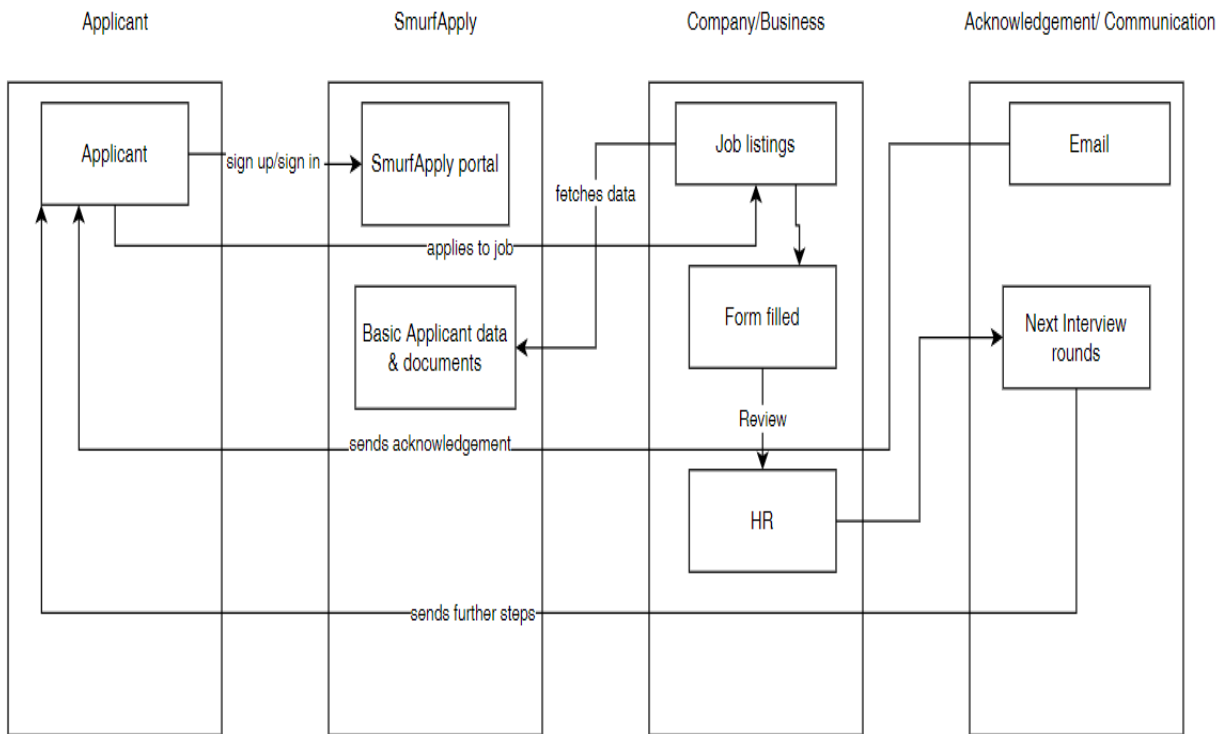 Applicant
SmurfApply
Company/Business
Acknowledgement/ Communication
Applicant
sign up/sign in
SmurfApply portal
Job listings
Email
fetches data
applies to job
Basic Applicant data
& documents
Form filled
Next Interview
rounds
Review
sends acknowledgement
HR
sends further steps